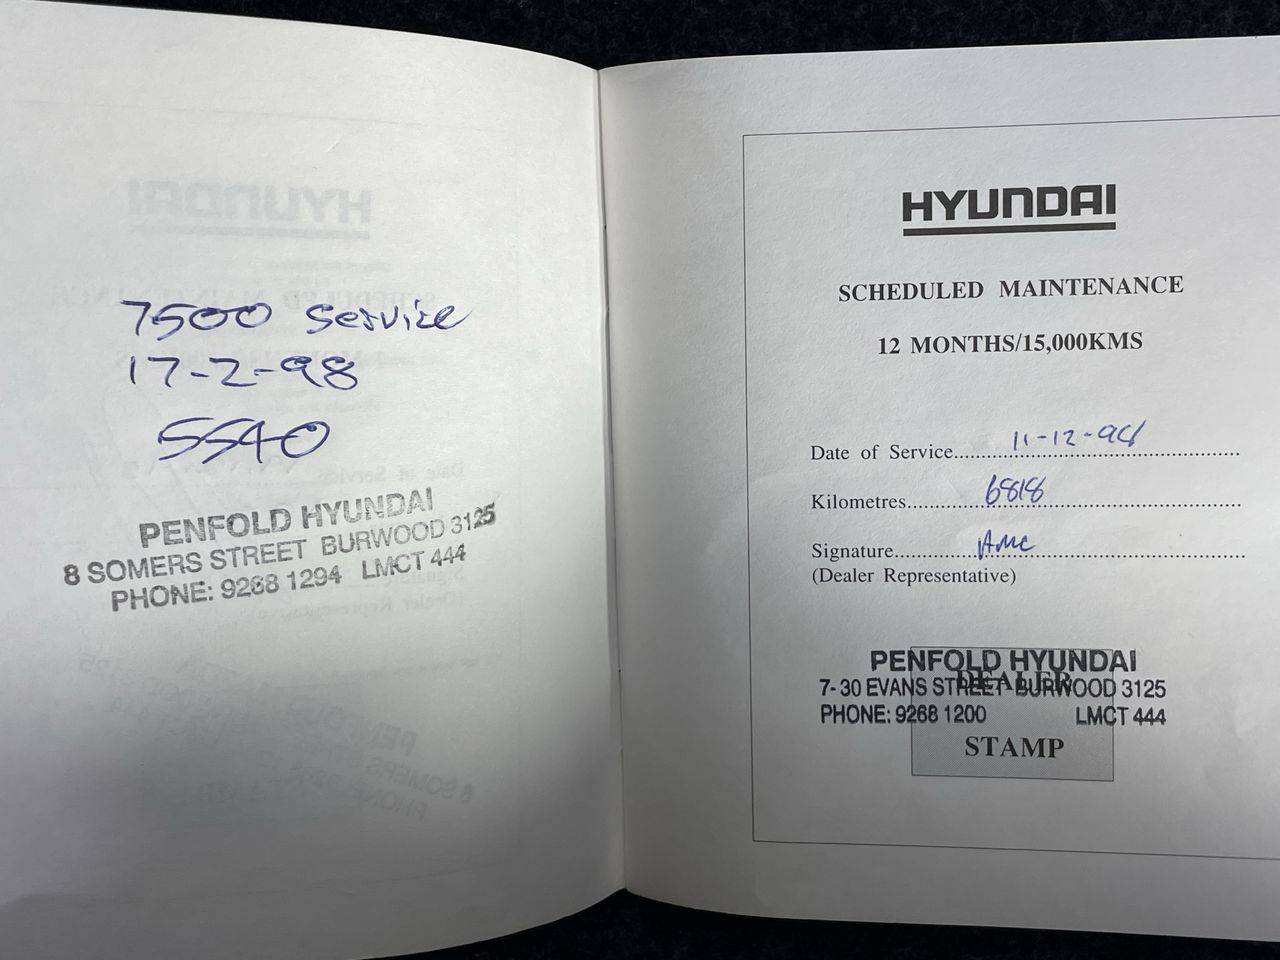 7500 Service
17-2-98
5540
PENFOLD HYUNDAI
8 SOMERS STREET BURWOOD 3125
PHONE: 9268 1294 LMCT 444
HYUNDAI
SCHEDULED MAINTENANCE
12 MONTHS/15,000KMS
Date of Service 11-12-98
Kilometres 6818
Signature
(Dealer Representative)
PENFOLD HYUNDAI
DEALER
7-30 EVANS STREET BURWOOD 3125
PHONE: 9268 1200 LMCT 444
STAMP